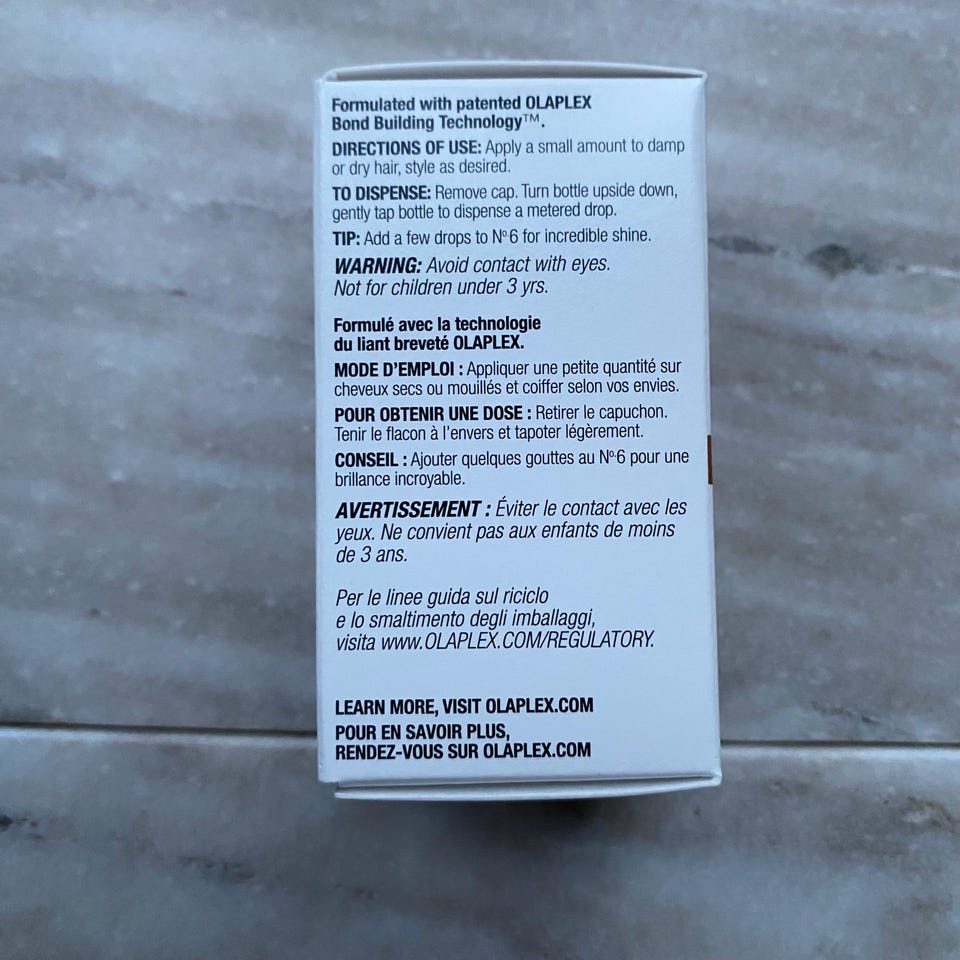 Formulated with patented OLAPLEX
Bond Building Technology™.
DIRECTIONS OF USE: Apply a small amount to damp
or dry hair, style as desired.
TO DISPENSE: Remove cap. Turn bottle upside down,
gently tap bottle to dispense a metered drop.
TIP: Add a few drops to Nº·6 for incredible shine.
WARNING: Avoid contact with eyes.
Not for children under 3 yrs.
Formulé avec la technologie
du liant breveté OLAPLEX.
MODE D'EMPLOI : Appliquer une petite quantité sur
cheveux secs ou mouillés et coiffer selon vos envies.
POUR OBTENIR UNE DOSE : Retirer le capuchon.
Tenir le flacon à l'envers et tapoter légèrement.
CONSEIL : Ajouter quelques gouttes au Nº·6 pour une
brillance incroyable.
AVERTISSEMENT : Éviter le contact avec les
yeux. Ne convient pas aux enfants de moins
de 3 ans.
Per le linee guida sul riciclo
e lo smaltimento degli imballaggi,
visita www.OLAPLEX.COM/REGULATORY.
LEARN MORE, VISIT OLAPLEX.COM
POUR EN SAVOIR PLUS,
RENDEZ-VOUS SUR OLAPLEX.COM